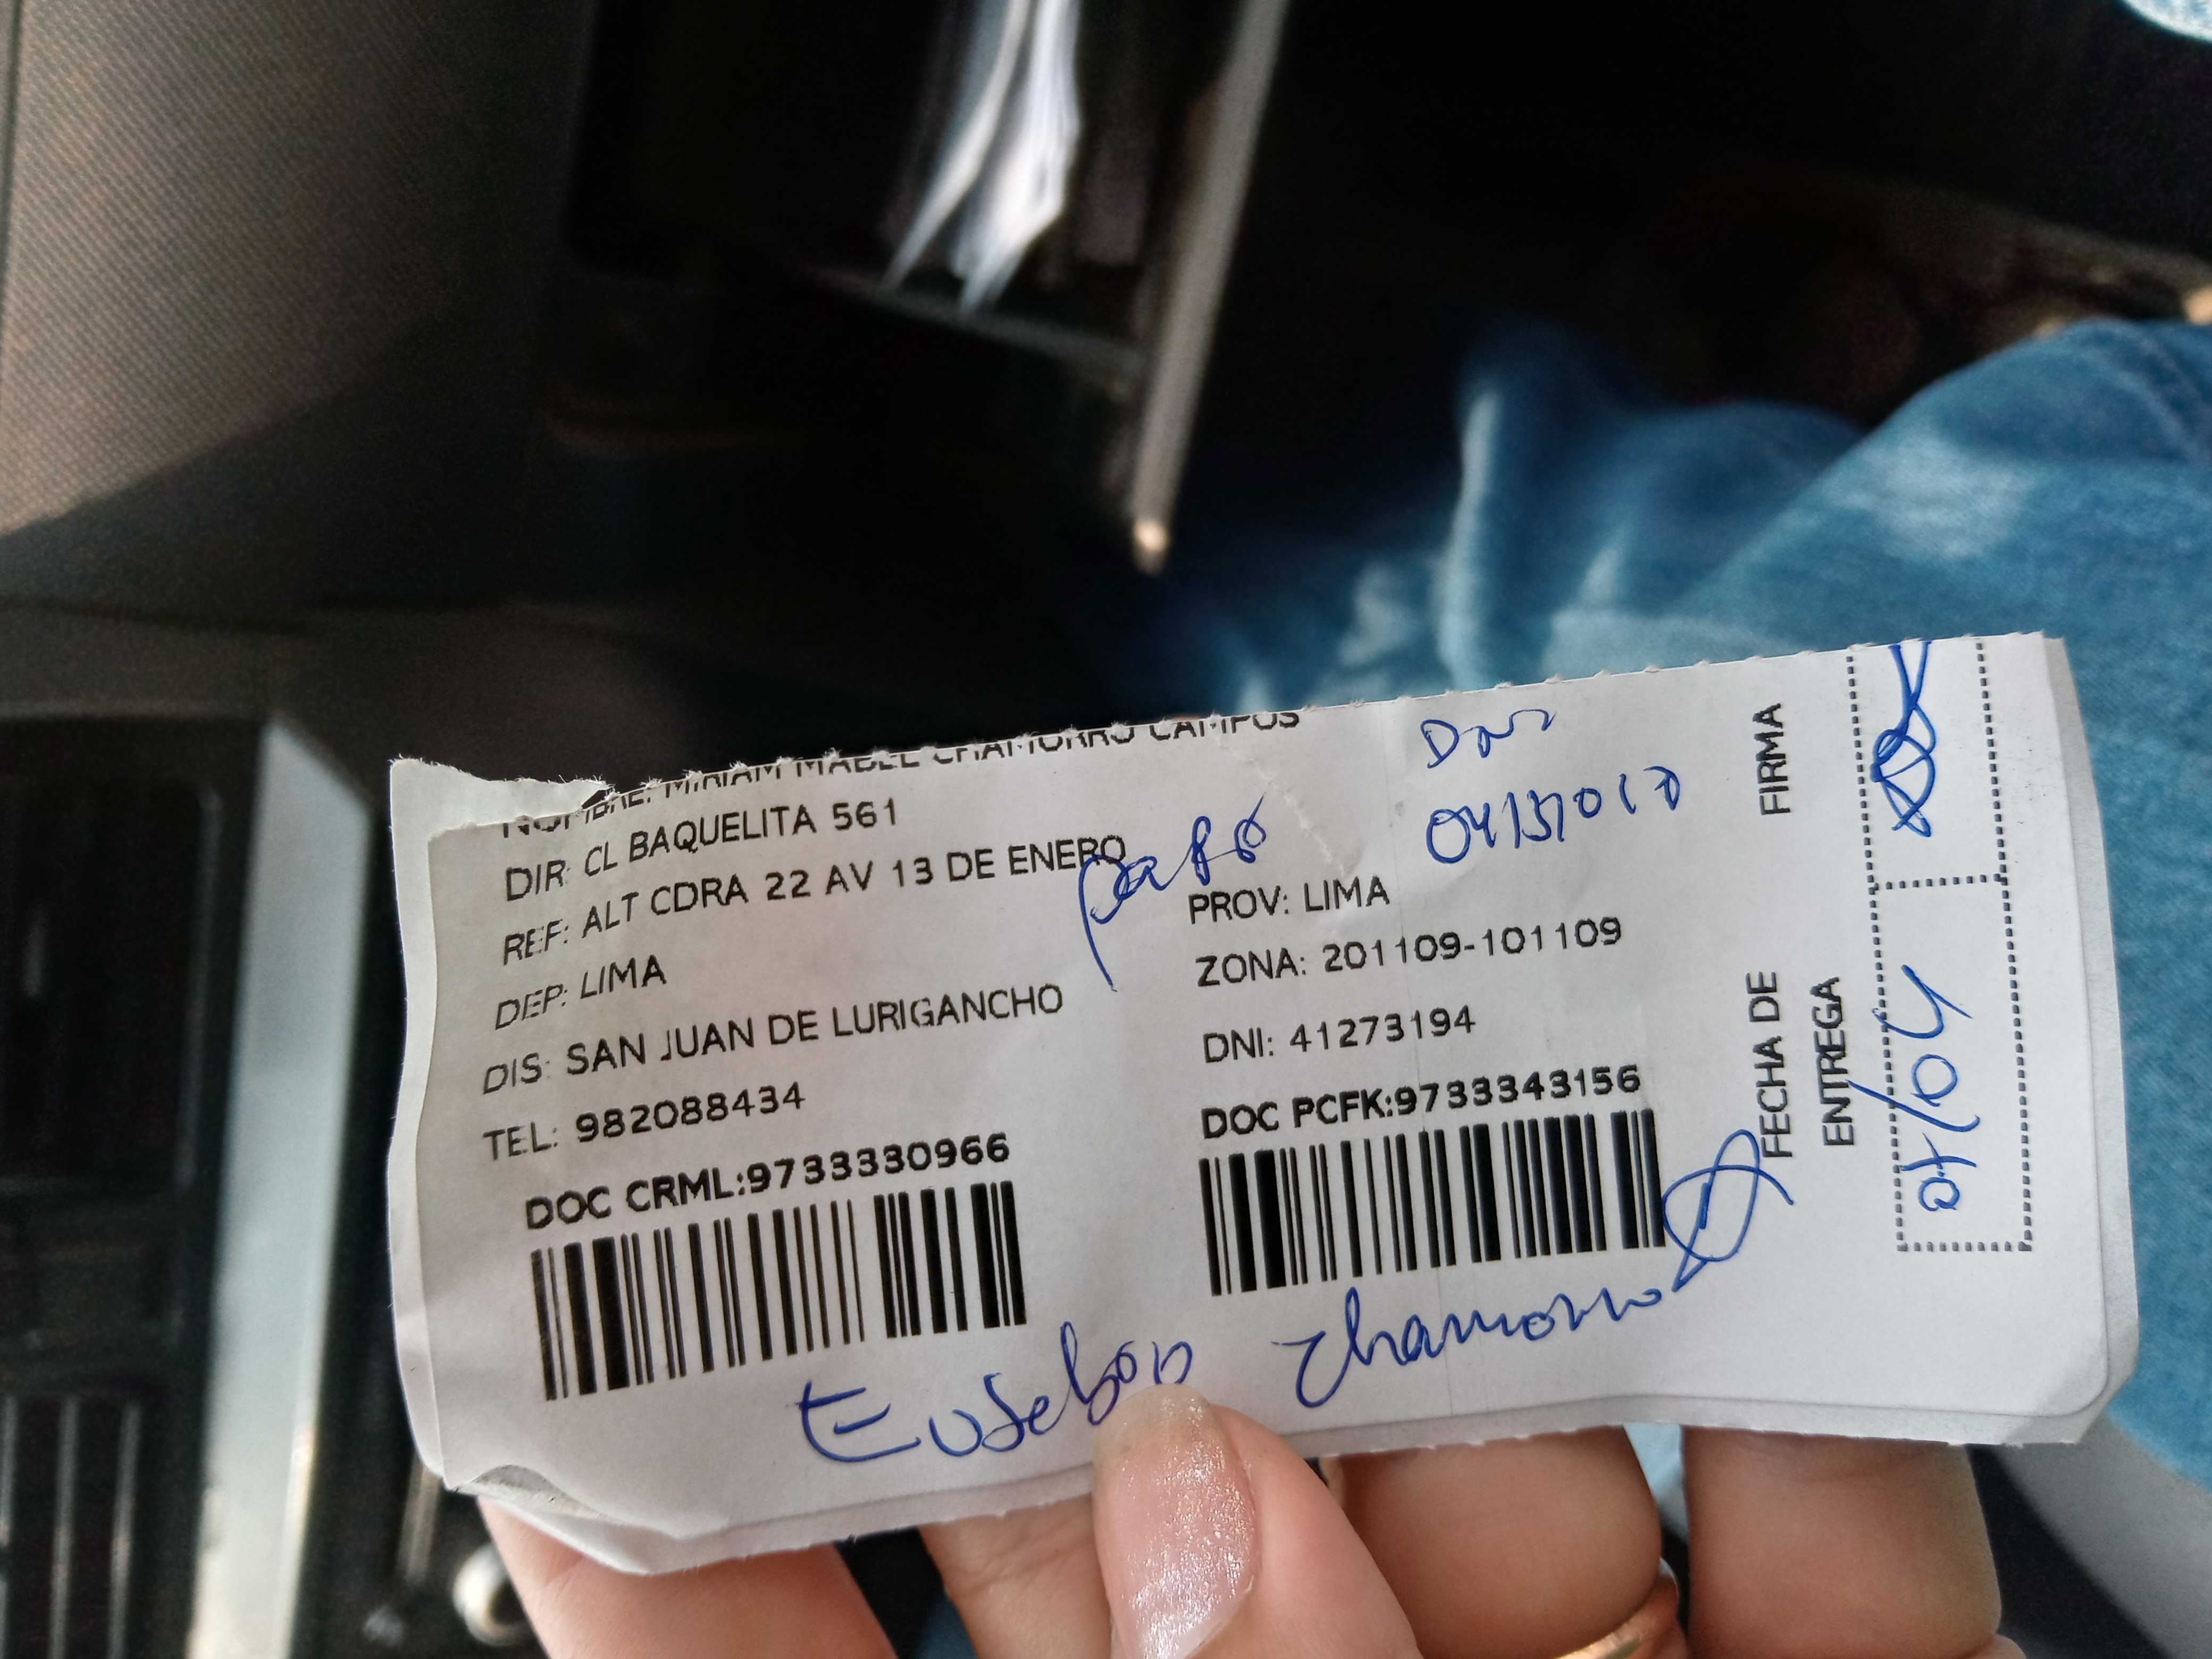 NOMBRE: MIRIAM MABEL CHAMORRO CAMPOS
DIR: CL BAQUELITA 561
REF: ALT CDRA 22 AV 13 DE ENERO
DEP: LIMA
PROV: LIMA
DIS: SAN JUAN DE LURIGANCHO
ZONA: 201109-101109
TEL: 982088434
DNI: 41273194
DOC CRML:9733330966
DOC PCFK:9733343156
Chamorro
FIRMA
FECHA DE
ENTREGA